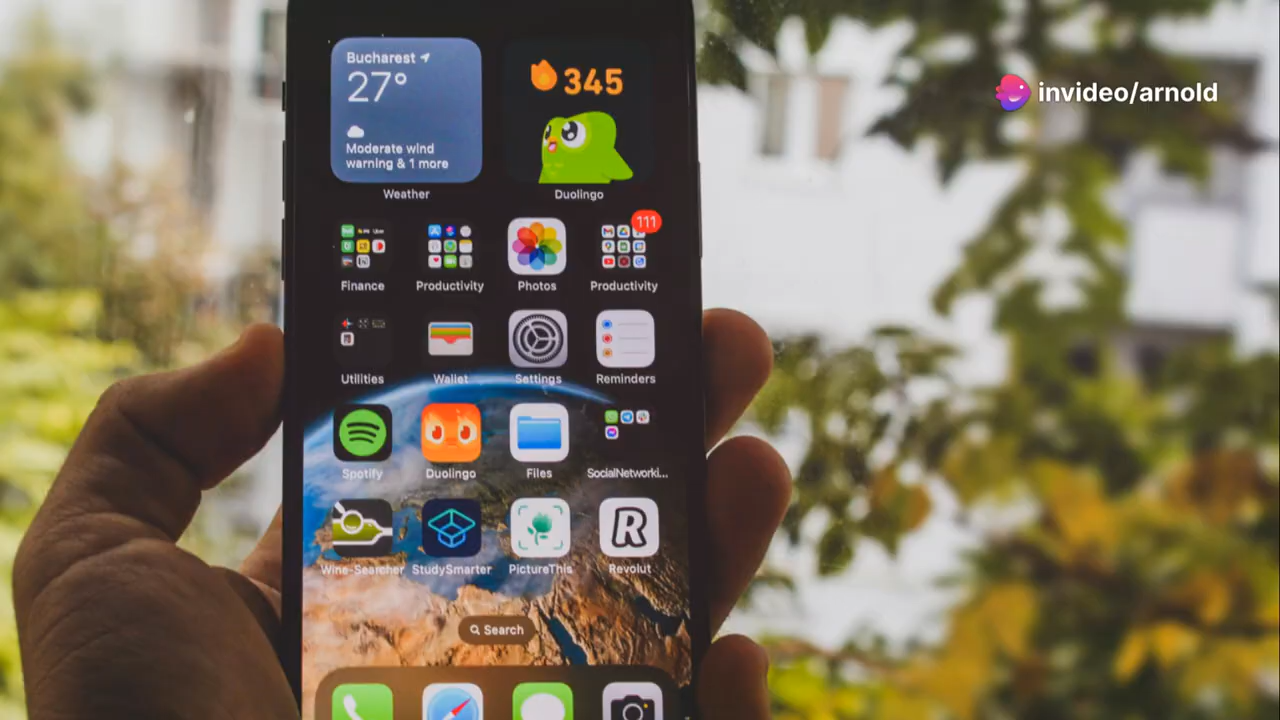 invideo/arnold
Bucharest
27°
Moderate wind
warning & 1 more
345
Weather
Duolingo
111
Finance
Productivity
Photos
Productivity
Utilities
Wallet
Settings
Reminders
Spotify
Duolingo
Files
SocialNetworki...
Wine-Searcher
StudySmarter
PictureThis
R
Revolut
Search